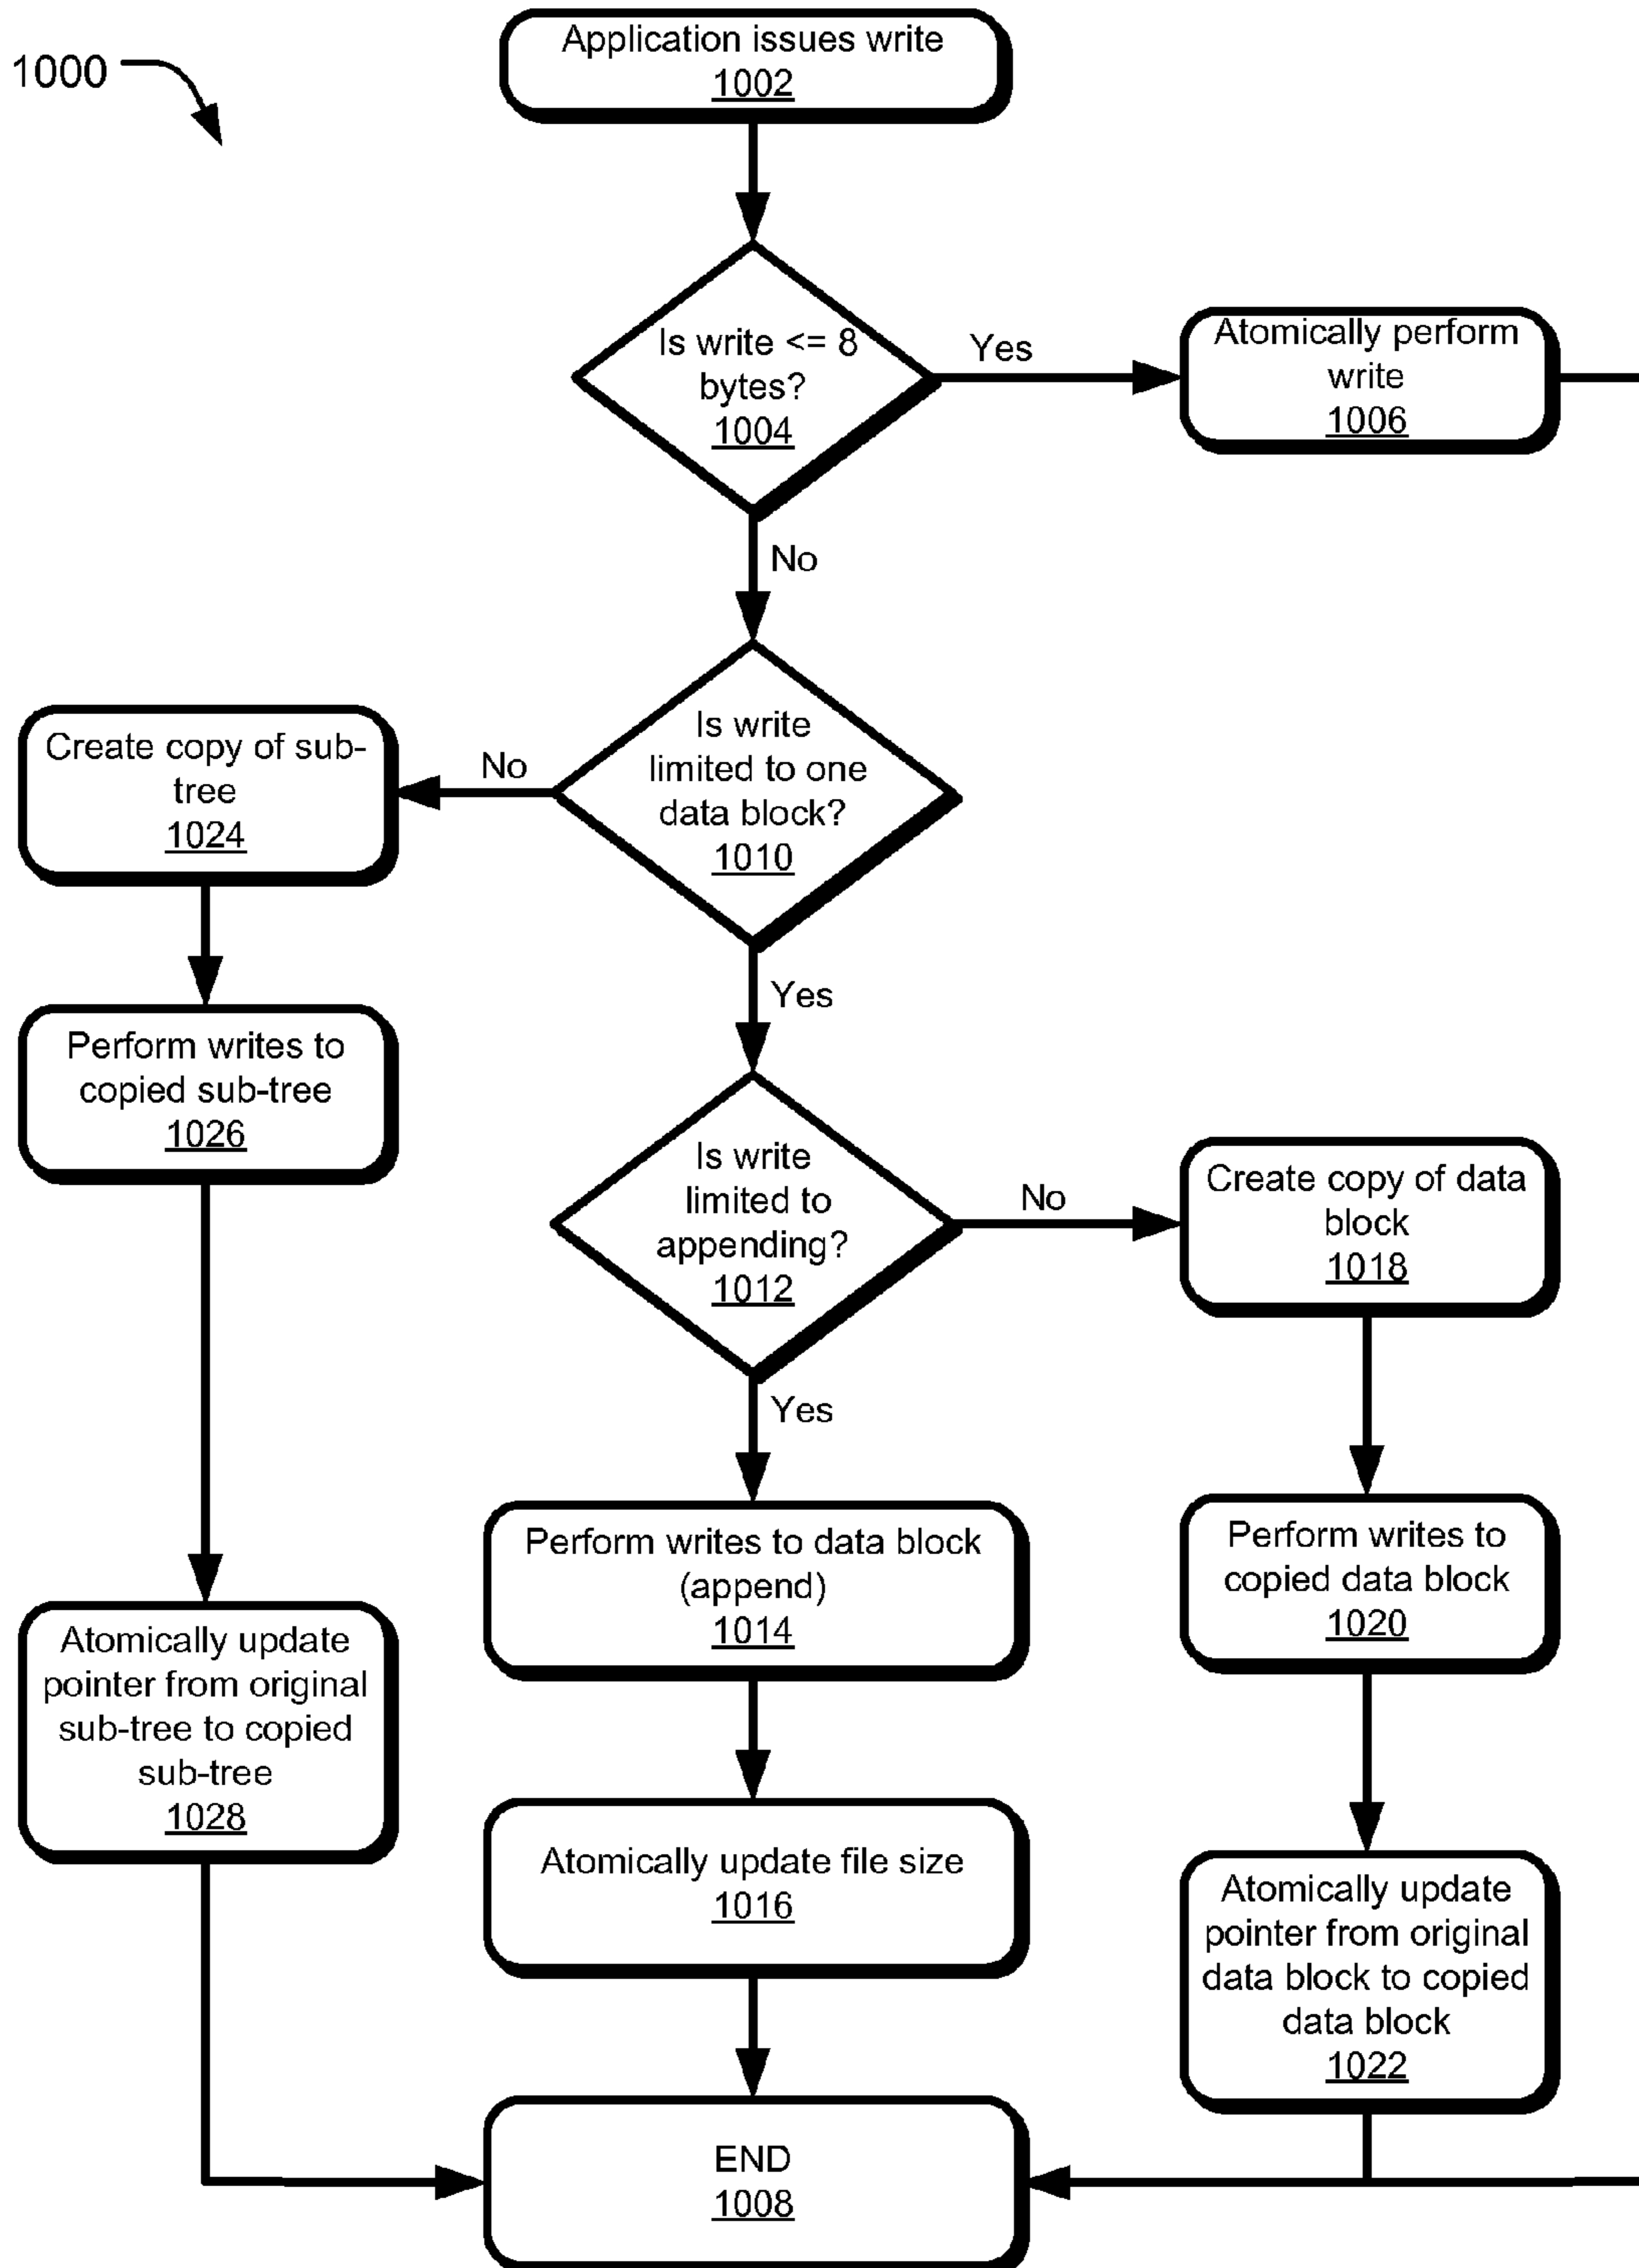 1000
Application issues write
1002
Is write <= 8
bytes?
1004
Yes
Atomically perform
write
1006
No
Is write
limited to one
data block?
1010
No
Create copy of sub-
tree
1024
Yes
Perform writes to
copied sub-tree
1026
Is write
limited to
appending?
1012
No
Create copy of data
block
1018
Yes
Perform writes to data block
(append)
1014
Perform writes to
copied data block
1020
Atomically update
pointer from original
sub-tree to copied
sub-tree
1028
Atomically update file size
1016
Atomically update
pointer from original
data block to copied
data block
1022
END
1008